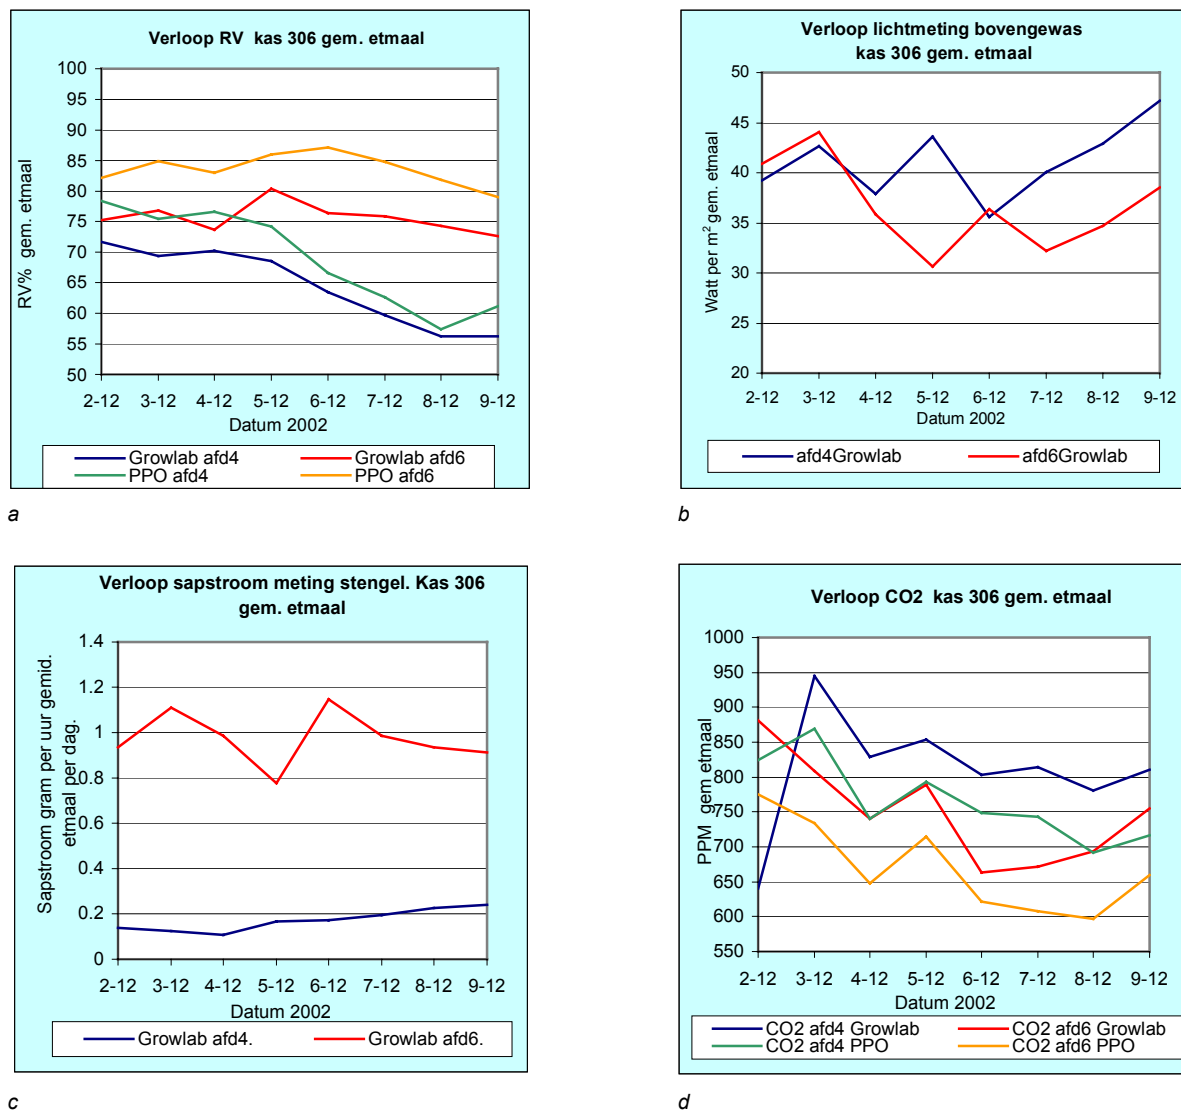 Verloop RV kas 306 gem. etmaal
RV% gem. etmaal
100
95
90
85
80
75
70
65
60
55
50
2-12 3-12 4-12 5-12 6-12 7-12 8-12 9-12
Datum 2002
Growlab afd4 Growlab afd6
PPO afd4 PPO afd6
a
Verloop lichtmeting bovengewas
kas 306 gem. etmaal
Watt per m² gem. etmaal
50
45
40
35
30
25
20
2-12 3-12 4-12 5-12 6-12 7-12 8-12 9-12
Datum 2002
afd4Growlab afd6Growlab
b
Verloop sapstroom meting stengel. Kas 306
gem. etmaal
Sapstroom gram per uur gemid.
etmaal per dag.
1.4
1.2
1
0.8
0.6
0.4
0.2
0
2-12 3-12 4-12 5-12 6-12 7-12 8-12 9-12
Datum 2002
Growlab afd4. Growlab afd6.
c
Verloop CO2 kas 306 gem. etmaal
PPM gem etmaal
1000
950
900
850
800
750
700
650
600
550
2-12 3-12 4-12 5-12 6-12 7-12 8-12 9-12
Datum 2002
CO2 afd4 Growlab CO2 afd6 Growlab
CO2 afd4 PPO CO2 afd6 PPO
d